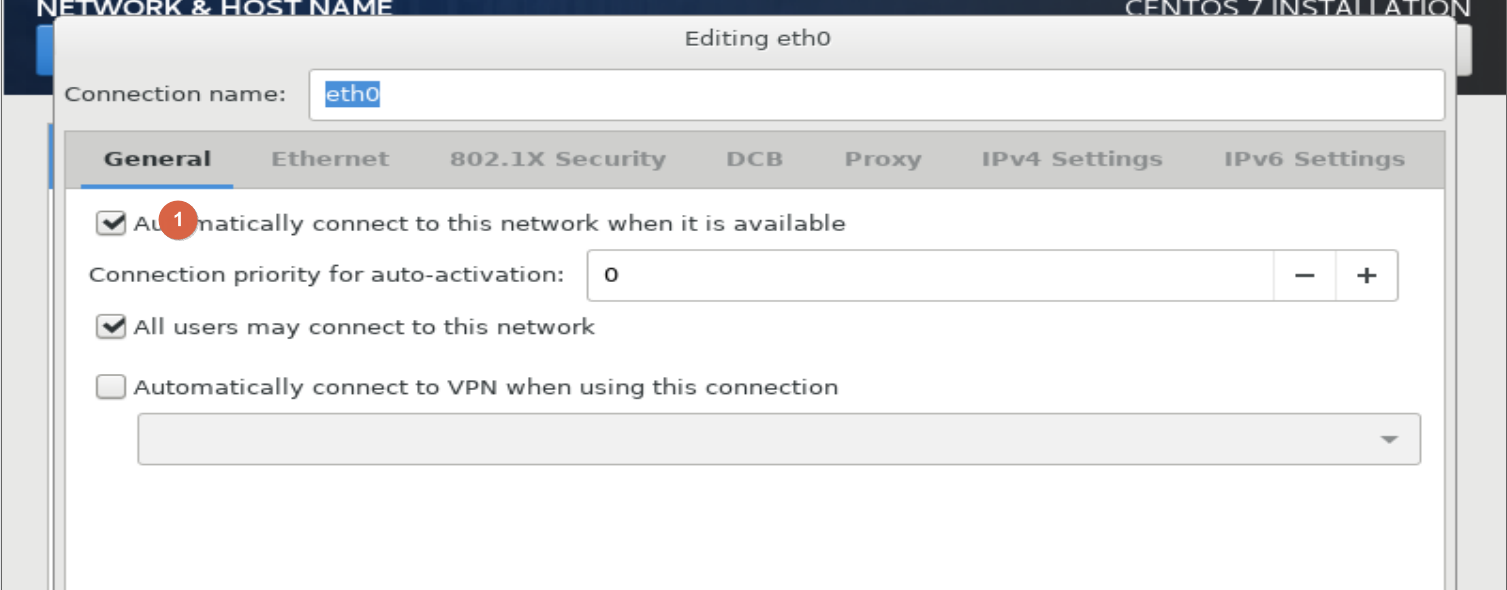 NETWORK & HOST NAME
CENTOS 7 INSTALLATION
Editing eth0
Connection name: eth0
General Ethernet 802.1X Security DCB Proxy IPv4 Settings IPv6 Settings
1
Automatically connect to this network when it is available
Connection priority for auto-activation: 0 − +
All users may connect to this network
Automatically connect to VPN when using this connection